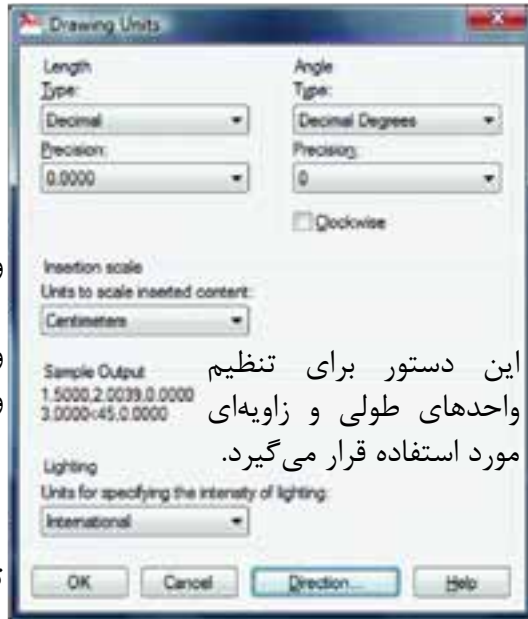 Drawing Units
Length
Type:
Decimal
Precision:
0.0000
Angle
Type:
Decimal Degrees
Precision:
0
Clockwise
Insertion scale
Units to scale inserted content:
Centimeters
Sample Output
1.5000,2.0039,0.0000
3.0000<45,0.0000
این دستور برای تنظیم
واحدهای طولی و زاویه‌ای
مورد استفاده قرار می‌گیرد.
Lighting
Units for specifying the intensity of lighting:
International
OK
Cancel
Direction...
Help